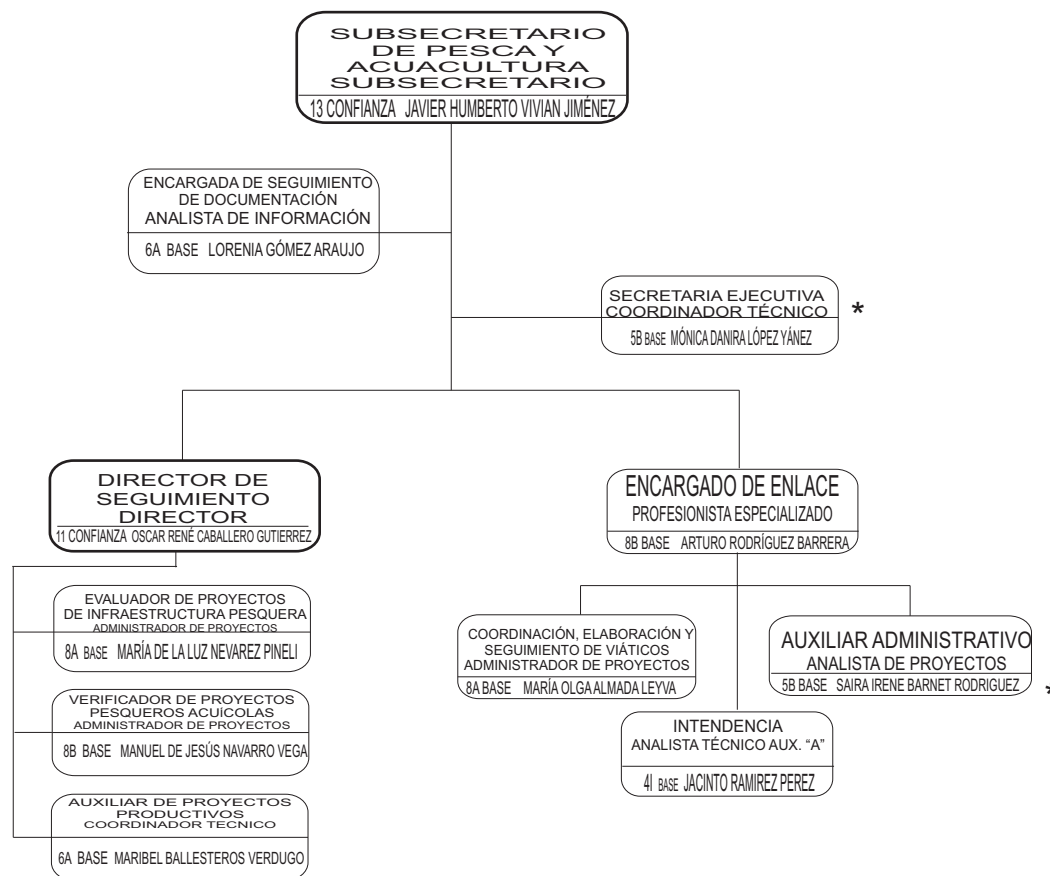 SUBSECRETARIO
DE PESCA Y
ACUACULTURA
SUBSECRETARIO
13 CONFIANZA JAVIER HUMBERTO VIVIAN JIMÉNEZ
ENCARGADA DE SEGUIMIENTO
DE DOCUMENTACIÓN
ANALISTA DE INFORMACIÓN
6A BASE LORENIA GÓMEZ ARAUJO
SECRETARIA EJECUTIVA
COORDINADOR TÉCNICO *
5B BASE MÓNICA DANIRA LÓPEZ YÁNEZ
DIRECTOR DE
SEGUIMIENTO
DIRECTOR
11 CONFIANZA OSCAR RENÉ CABALLERO GUTIERREZ
EVALUADOR DE PROYECTOS
DE INFRAESTRUCTURA PESQUERA
ADMINISTRADOR DE PROYECTOS
8A BASE MARÍA DE LA LUZ NEVAREZ PINELI
VERIFICADOR DE PROYECTOS
PESQUEROS ACUÍCOLAS
ADMINISTRADOR DE PROYECTOS
8B BASE MANUEL DE JESÚS NAVARRO VEGA
AUXILIAR DE PROYECTOS
PRODUCTIVOS
COORDINADOR TECNICO
6A BASE MARIBEL BALLESTEROS VERDUGO
ENCARGADO DE ENLACE
PROFESIONISTA ESPECIALIZADO
8B BASE ARTURO RODRÍGUEZ BARRERA
COORDINACIÓN, ELABORACIÓN Y
SEGUIMIENTO DE VIÁTICOS
ADMINISTRADOR DE PROYECTOS
8A BASE MARÍA OLGA ALMADA LEYVA
AUXILIAR ADMINISTRATIVO
ANALISTA DE PROYECTOS
5B BASE SAIRA IRENE BARNET RODRIGUEZ *
INTENDENCIA
ANALISTA TÉCNICO AUX. “A”
4I BASE JACINTO RAMIREZ PEREZ